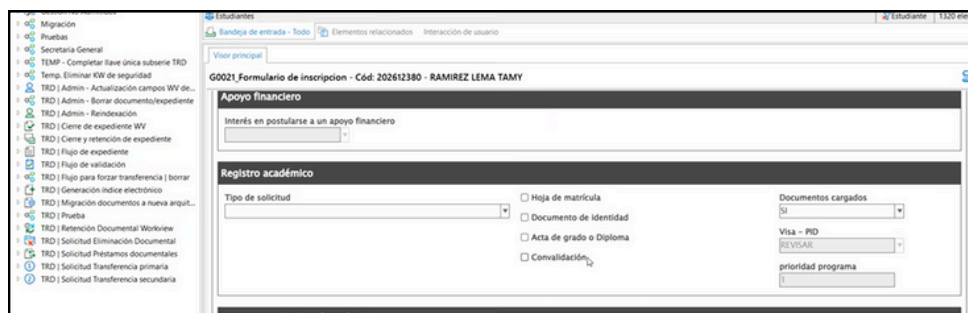 Migración
Pruebas
Secretaria General
TEMP - Completar llave única subserie TRD
Temp. Eliminar KW de seguridad
TRD | Admin - Actualización campos WV de...
TRD | Admin - Borrar documento/expediente
TRD | Admin - Reindexación
TRD | Cierre de expediente WV
TRD | Cierre y retención de expediente
TRD | Flujo de expediente
TRD | Flujo de validación
TRD | Flujo para forzar transferencia | borrar
TRD | Generación índice electrónico
TRD | Migración documentos a nueva arquit...
TRD | Prueba
TRD | Retención Documental Workview
TRD | Solicitud Eliminación Documental
TRD | Solicitud Préstamos documentales
TRD | Solicitud Transferencia primaria
TRD | Solicitud Transferencia secundaria
Estudiantes
Estudiante 1320 ele
Bandeja de entrada - Todo Elementos relacionados Interacción de usuario
Visor principal
G0021_Formulario de inscripcion - Cód: 202612380 - RAMIREZ LEMA TAMY
Apoyo financiero
Interés en postularse a un apoyo financiero
Registro académico
Tipo de solicitud
Hoja de matrícula
Documento de identidad
Acta de grado o Diploma
Convalidación
Documentos cargados
SI
Visa - PID
REVISAR
prioridad programa
1